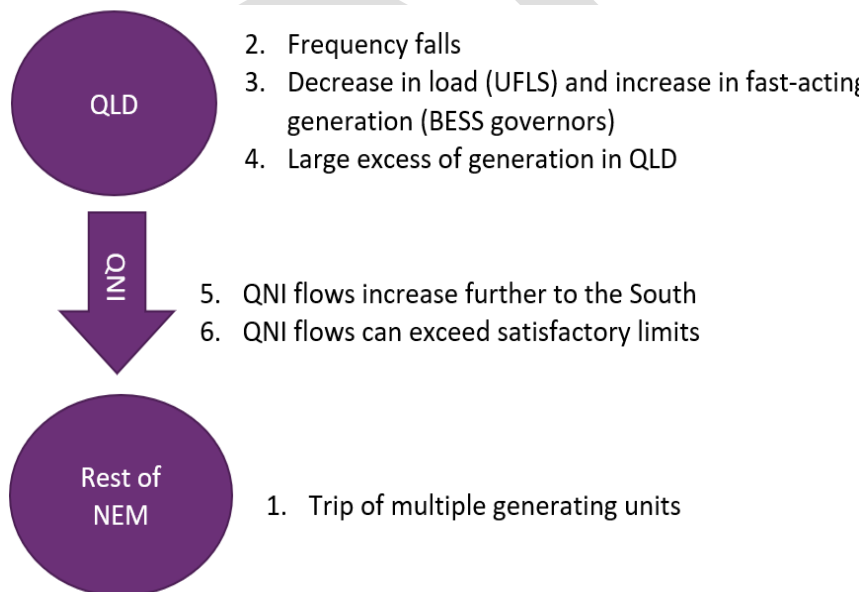 QLD
2. Frequency falls
3. Decrease in load (UFLS) and increase in fast-acting
generation (BESS governors)
4. Large excess of generation in QLD
QNI
5. QNI flows increase further to the South
6. QNI flows can exceed satisfactory limits
Rest of
NEM
1. Trip of multiple generating units